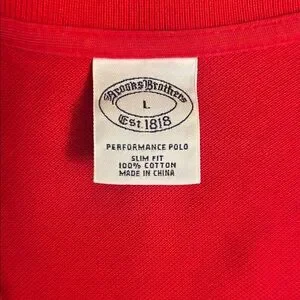 Brooks Brothers
L
Est. 1818
PERFORMANCE POLO
SLIM FIT
100% COTTON
MADE IN CHINA